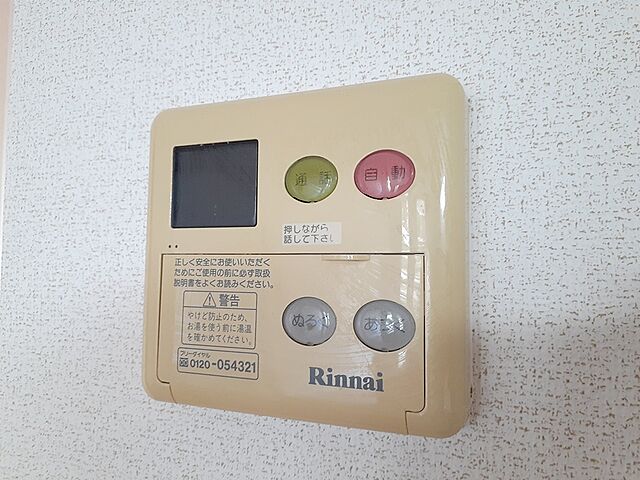 通話
自動
押しながら
話して下さい
正しく安全にお使いいただく
ためにご使用の前に必ず取扱
説明書をよくお読みください。
警告
やけど防止のため、
お湯を使う前に湯温
を確かめてください。
ぬるく
あつく
フリーダイヤル
0120-054321
Rinnai